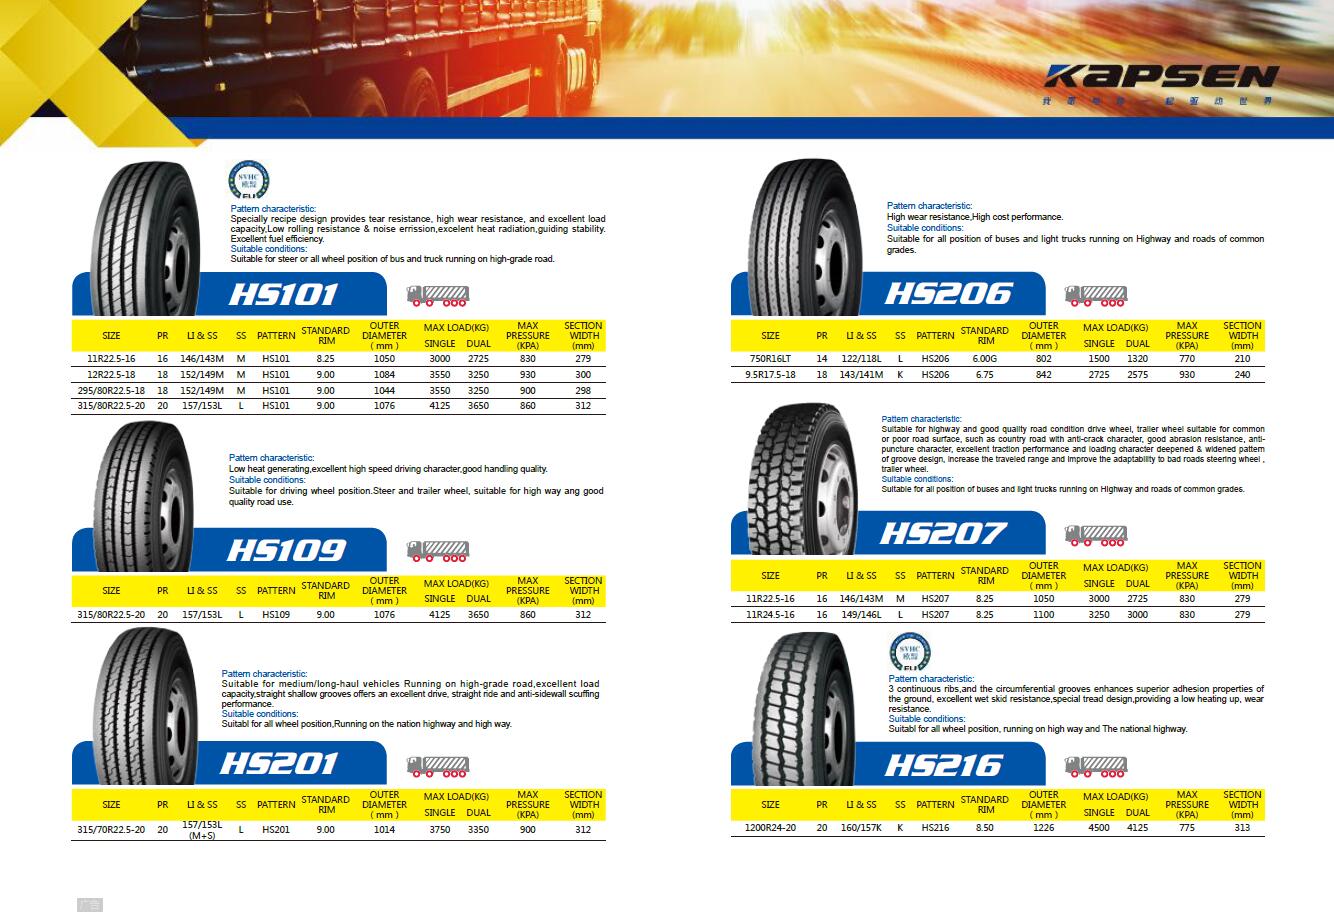 KAPSEN
SVHC
欧盟
EU
Pattern characteristic:
Specially recipe design provides tear resistance, high wear resistance, and excellent load
capacity,Low rolling resistance & noise errission,excelent heat radiation,guiding stability.
Excellent fuel efficiency.
Suitable conditions:
Suitable for steer or all wheel position of bus and truck running on high-grade road.
HS101
SIZE PR LI & SS SS PATTERN STANDARD RIM OUTER DIAMETER ( mm ) MAX LOAD(KG) SINGLE DUAL MAX PRESSURE (KPA) SECTION WIDTH (mm)
11R22.5-16 16 146/143M M HS101 8.25 1050 3000 2725 830 279
12R22.5-18 18 152/149M M HS101 9.00 1084 3550 3250 930 300
295/80R22.5-18 18 152/149M M HS101 9.00 1044 3550 3250 900 298
315/80R22.5-20 20 157/153L L HS101 9.00 1076 4125 3650 860 312
Pattern characteristic:
Low heat generating,excellent high speed driving character,good handling quality.
Suitable conditions:
Suitable for driving wheel position.Steer and trailer wheel, suitable for high way ang good
quality road use.
HS109
SIZE PR LI & SS SS PATTERN STANDARD RIM OUTER DIAMETER ( mm ) MAX LOAD(KG) SINGLE DUAL MAX PRESSURE (KPA) SECTION WIDTH (mm)
315/80R22.5-20 20 157/153L L HS109 9.00 1076 4125 3650 860 312
Pattern characteristic:
Suitable for medium/long-haul vehicles Running on high-grade road,excellent load
capacity,straight shallow grooves offers an excellent drive, straight ride and anti-sidewall scuffing
performance.
Suitable conditions:
Suitabl for all wheel position,Running on the nation highway and high way.
HS201
SIZE PR LI & SS SS PATTERN STANDARD RIM OUTER DIAMETER ( mm ) MAX LOAD(KG) SINGLE DUAL MAX PRESSURE (KPA) SECTION WIDTH (mm)
315/70R22.5-20 20 157/153L (M+S) L HS201 9.00 1014 3750 3350 900 312
Pattern characteristic:
High wear resistance,High cost performance.
Suitable conditions:
Suitable for all position of buses and light trucks running on Highway and roads of common
grades.
HS206
SIZE PR LI & SS SS PATTERN STANDARD RIM OUTER DIAMETER ( mm ) MAX LOAD(KG) SINGLE DUAL MAX PRESSURE (KPA) SECTION WIDTH (mm)
750R16LT 14 122/118L L HS206 6.00G 802 1500 1320 770 210
9.5R17.5-18 18 143/141M K HS206 6.75 842 2725 2575 930 240
Pattern characteristic:
Suitable for highway and good quality road condition drive wheel, trailer wheel suitable for common
or poor road surface, such as country road with anti-crack character, good abrasion resistance, anti-
puncture character, excellent traction performance and loading character deepened & widened pattern
of groove design, increase the traveled range and improve the adaptability to bad roads steering wheel ,
trailer wheel.
Suitable conditions:
Suitable for all position of buses and light trucks running on Highway and roads of common grades.
HS207
SIZE PR LI & SS SS PATTERN STANDARD RIM OUTER DIAMETER ( mm ) MAX LOAD(KG) SINGLE DUAL MAX PRESSURE (KPA) SECTION WIDTH (mm)
11R22.5-16 16 146/143M M HS207 8.25 1050 3000 2725 830 279
11R24.5-16 16 149/146L L HS207 8.25 1100 3250 3000 830 279
SVHC
欧盟
EU
Pattern characteristic:
3 continuous ribs,and the circumferential grooves enhances superior adhesion properties of
the ground, excellent wet skid resistance,special tread design,providing a low heating up, wear
resistance.
Suitable conditions:
Suitabl for all wheel position, running on high way and The national highway.
HS216
SIZE PR LI & SS SS PATTERN STANDARD RIM OUTER DIAMETER ( mm ) MAX LOAD(KG) SINGLE DUAL MAX PRESSURE (KPA) SECTION WIDTH (mm)
1200R24-20 20 160/157K K HS216 8.50 1226 4500 4125 775 313
广告